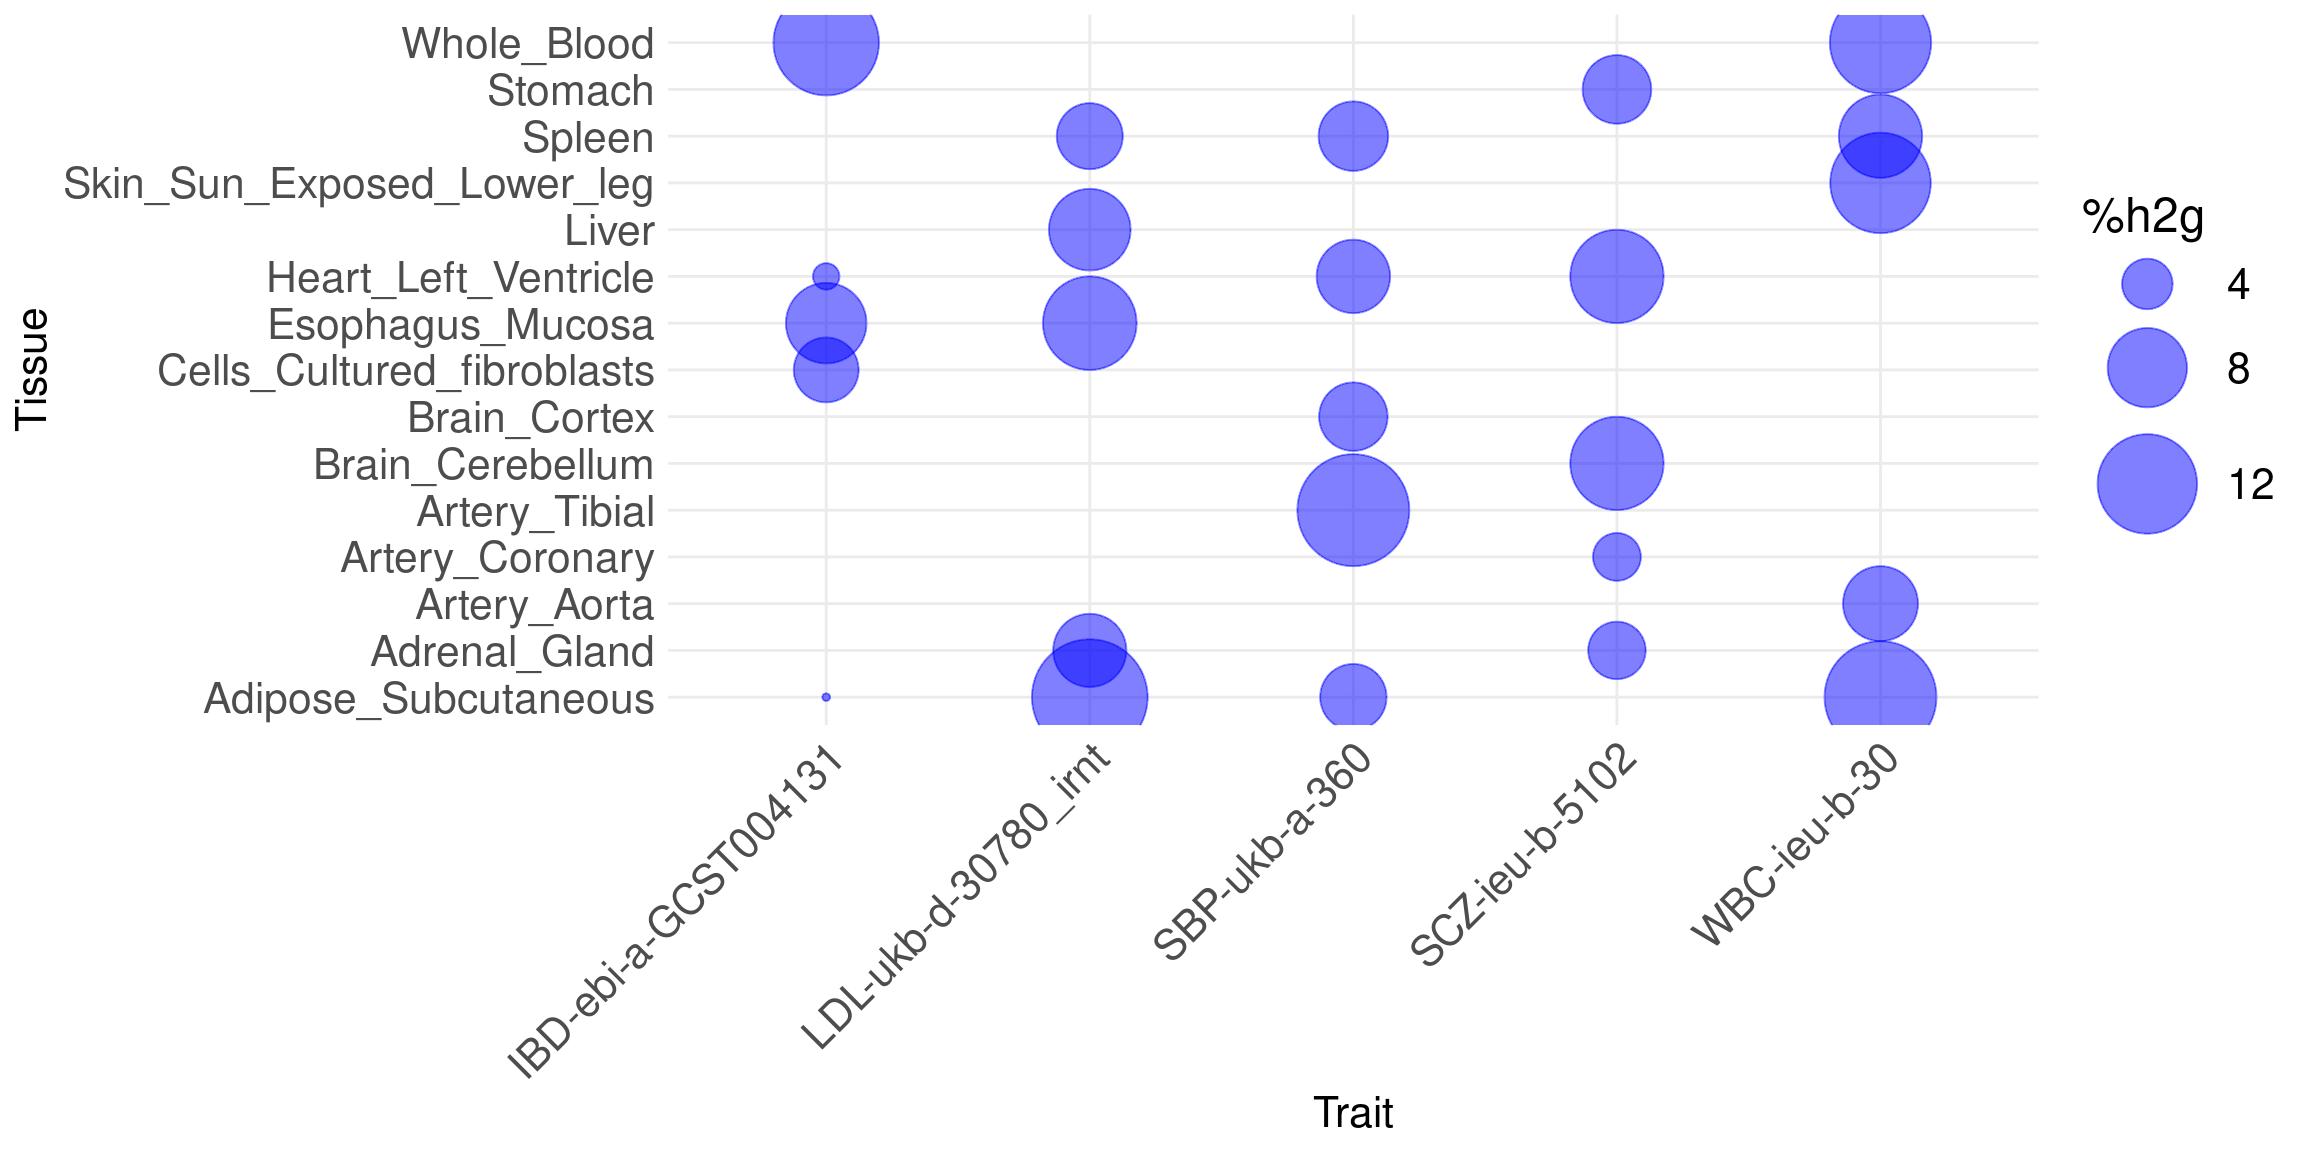 Whole_Blood
Stomach
Spleen
Skin_Sun_Exposed_Lower_leg
Liver
Heart_Left_Ventricle
Esophagus_Mucosa
Cells_Cultured_fibroblasts
Brain_Cortex
Brain_Cerebellum
Artery_Tibial
Artery_Coronary
Artery_Aorta
Adrenal_Gland
Adipose_Subcutaneous
Tissue
IBD-ebi-a-GCST004131
LDL-ukb-d-30780_irnt
SBP-ukb-a-360
SCZ-ieu-b-5102
WBC-ieu-b-30
Trait
%h2g
4
8
12